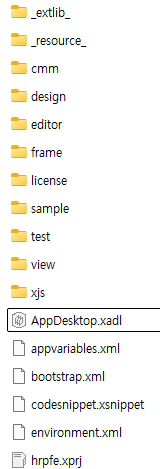 _extlib_
_resource_
cmm
design
editor
frame
license
sample
test
view
xjs
AppDesktop.xadl
appvariables.xml
bootstrap.xml
codesnippet.xsnippet
environment.xml
hrpfe.xprj